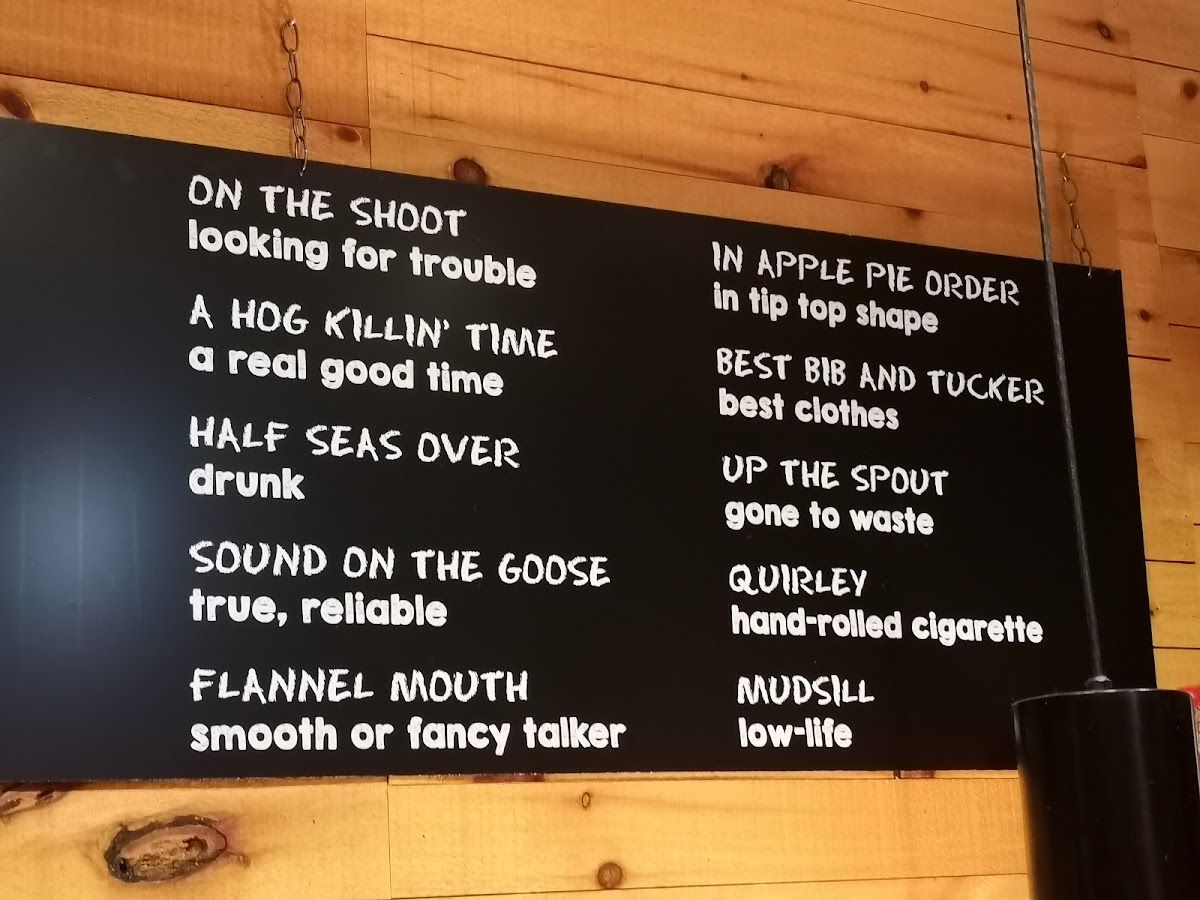 ON THE SHOOT
looking for trouble
A HOG KILLIN' TIME
a real good time
HALF SEAS OVER
drunk
SOUND ON THE GOOSE
true, reliable
FLANNEL MOUTH
smooth or fancy talker
IN APPLE PIE ORDER
in tip top shape
BEST BIB AND TUCKER
best clothes
UP THE SPOUT
gone to waste
QUIRLEY
hand-rolled cigarette
MUDSILL
low-life